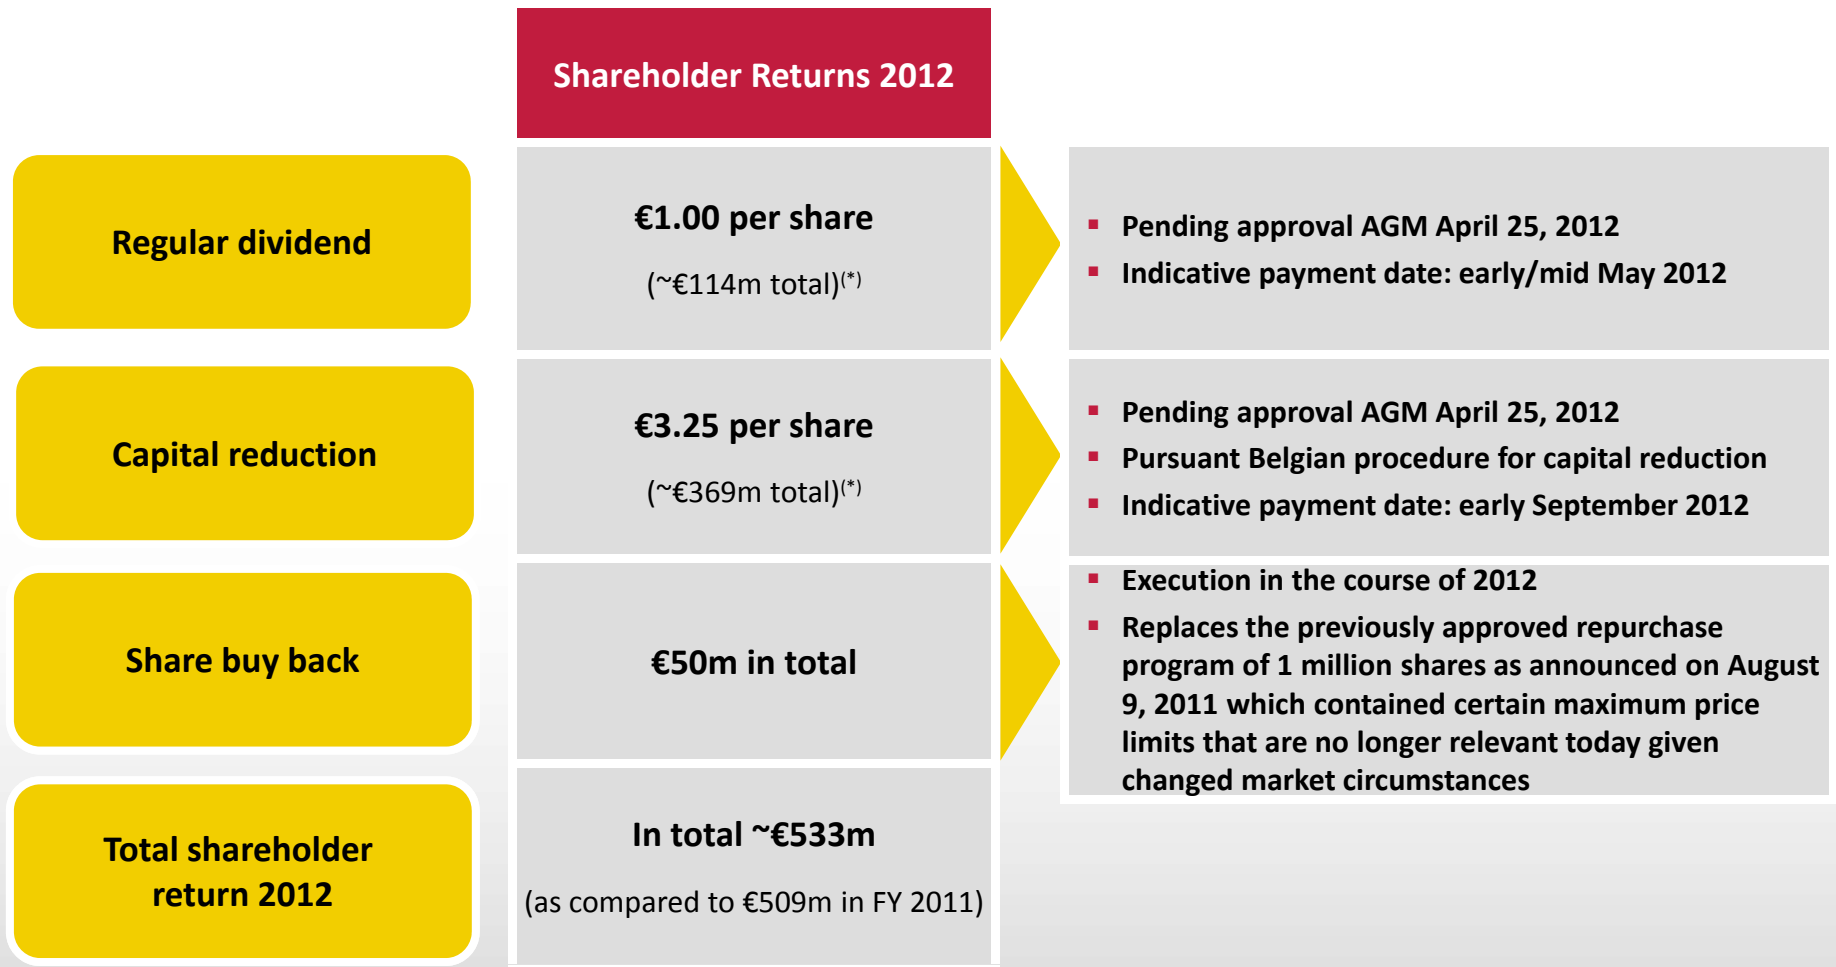 Shareholder Returns 2012
Regular dividend
€1.00 per share
(~€114m total)(*)
▪ Pending approval AGM April 25, 2012
▪ Indicative payment date: early/mid May 2012
Capital reduction
€3.25 per share
(~€369m total)(*)
▪ Pending approval AGM April 25, 2012
▪ Pursuant Belgian procedure for capital reduction
▪ Indicative payment date: early September 2012
Share buy back
€50m in total
▪ Execution in the course of 2012
▪ Replaces the previously approved repurchase
program of 1 million shares as announced on August
9, 2011 which contained certain maximum price
limits that are no longer relevant today given
changed market circumstances
Total shareholder
return 2012
In total ~€533m
(as compared to €509m in FY 2011)